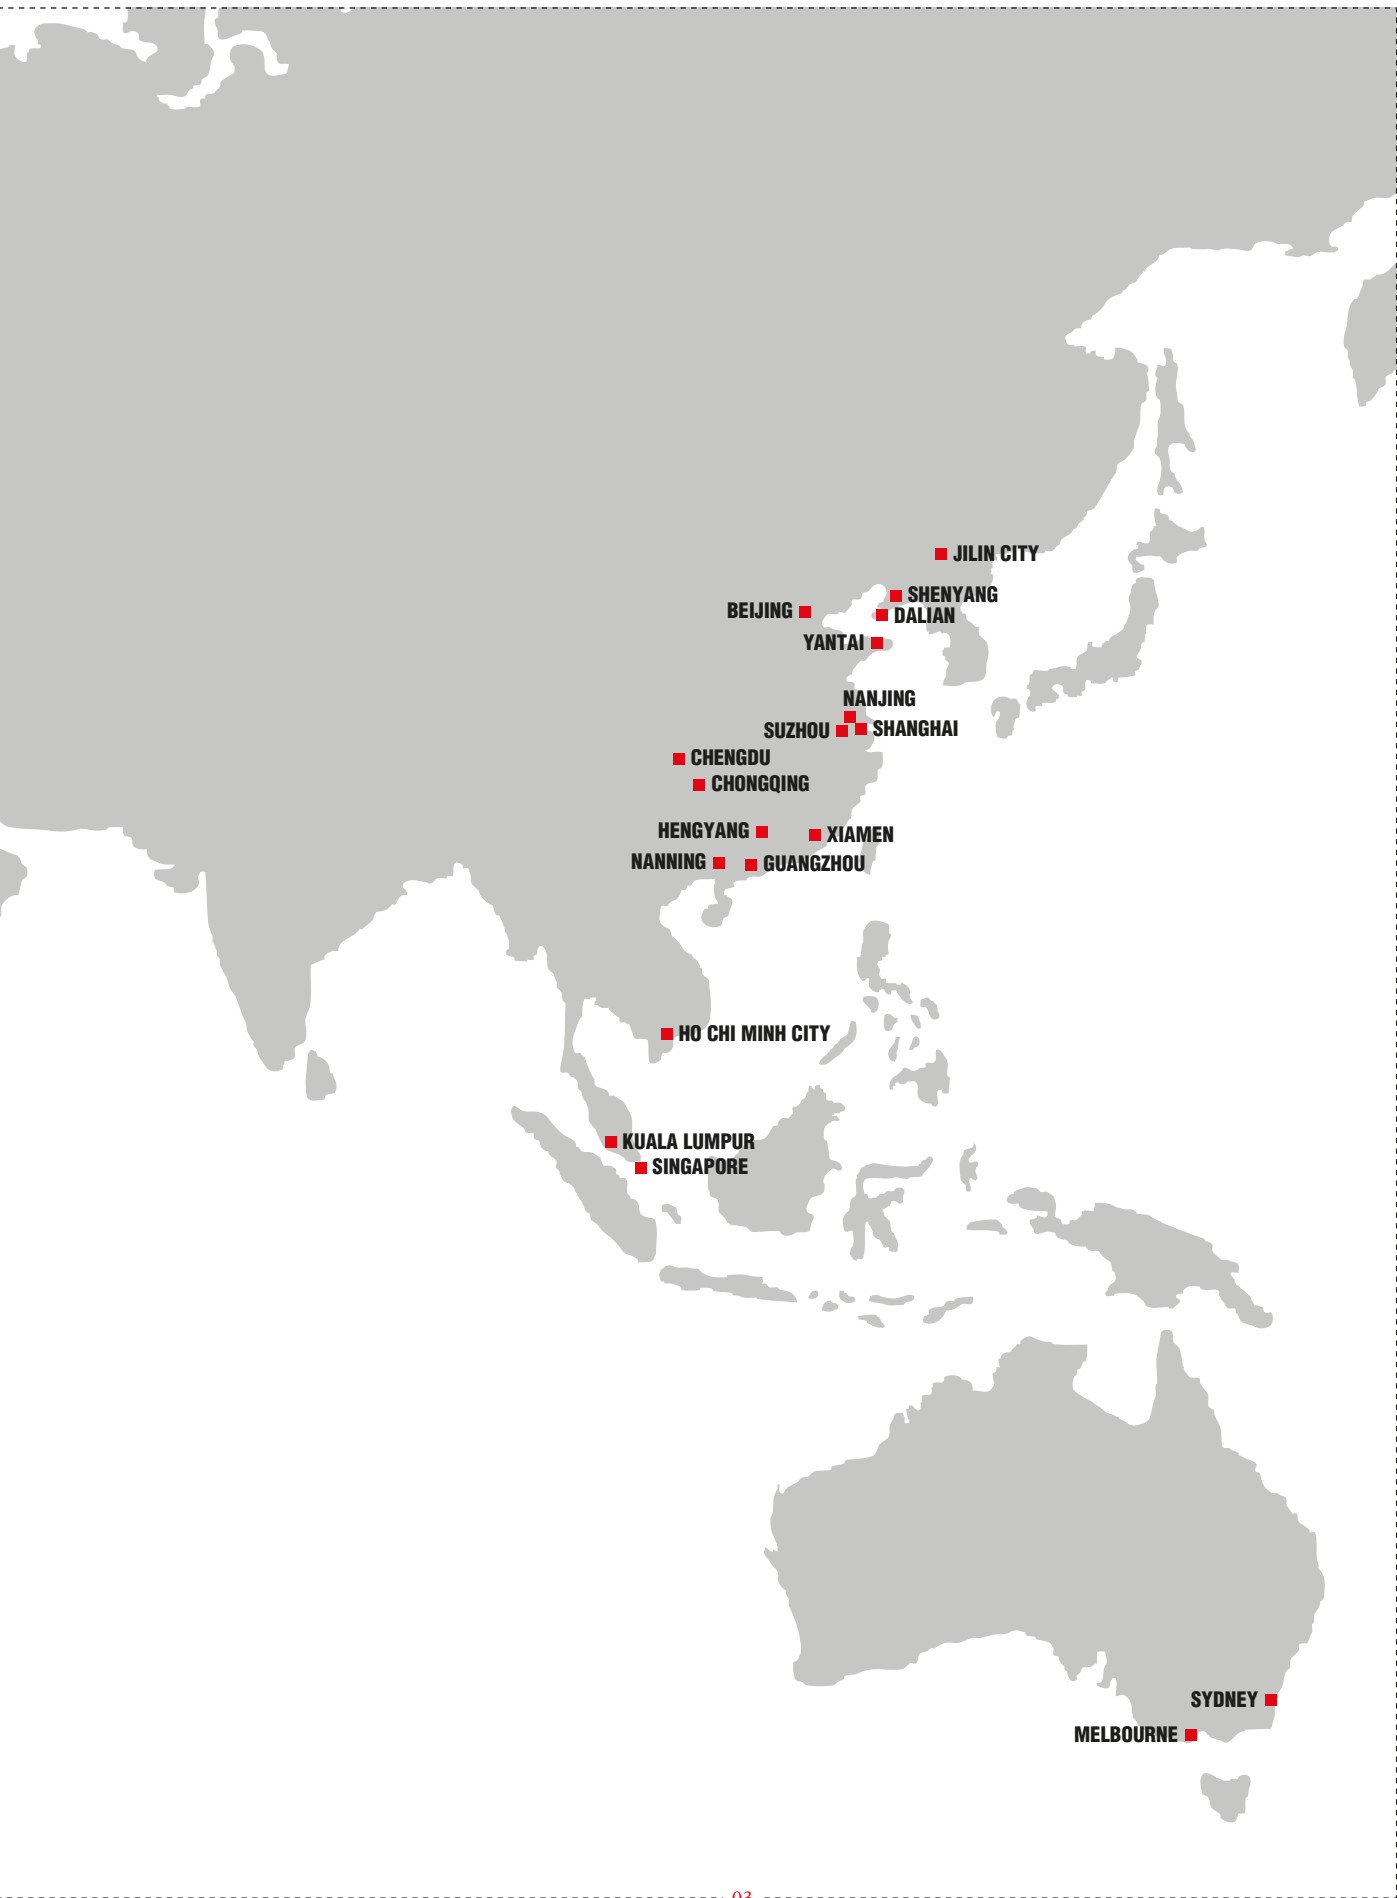 JILIN CITY
SHENYANG
BEIJING
DALIAN
YANTAI
NANJING
SUZHOU
SHANGHAI
CHENGDU
CHONGQING
HENGYANG
XIAMEN
NANNING
GUANGZHOU
HO CHI MINH CITY
KUALA LUMPUR
SINGAPORE
SYDNEY
MELBOURNE
03